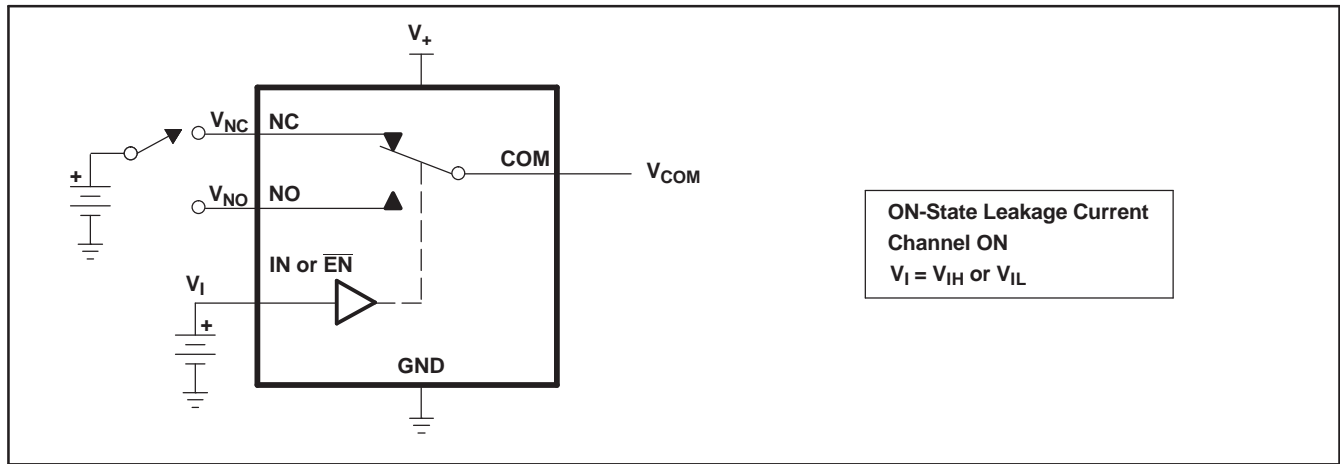 V+
VNC NC
+
COM
VCOM
VNO NO
IN or EN
VI
+
GND
ON-State Leakage Current
Channel ON
VI = VIH or VIL